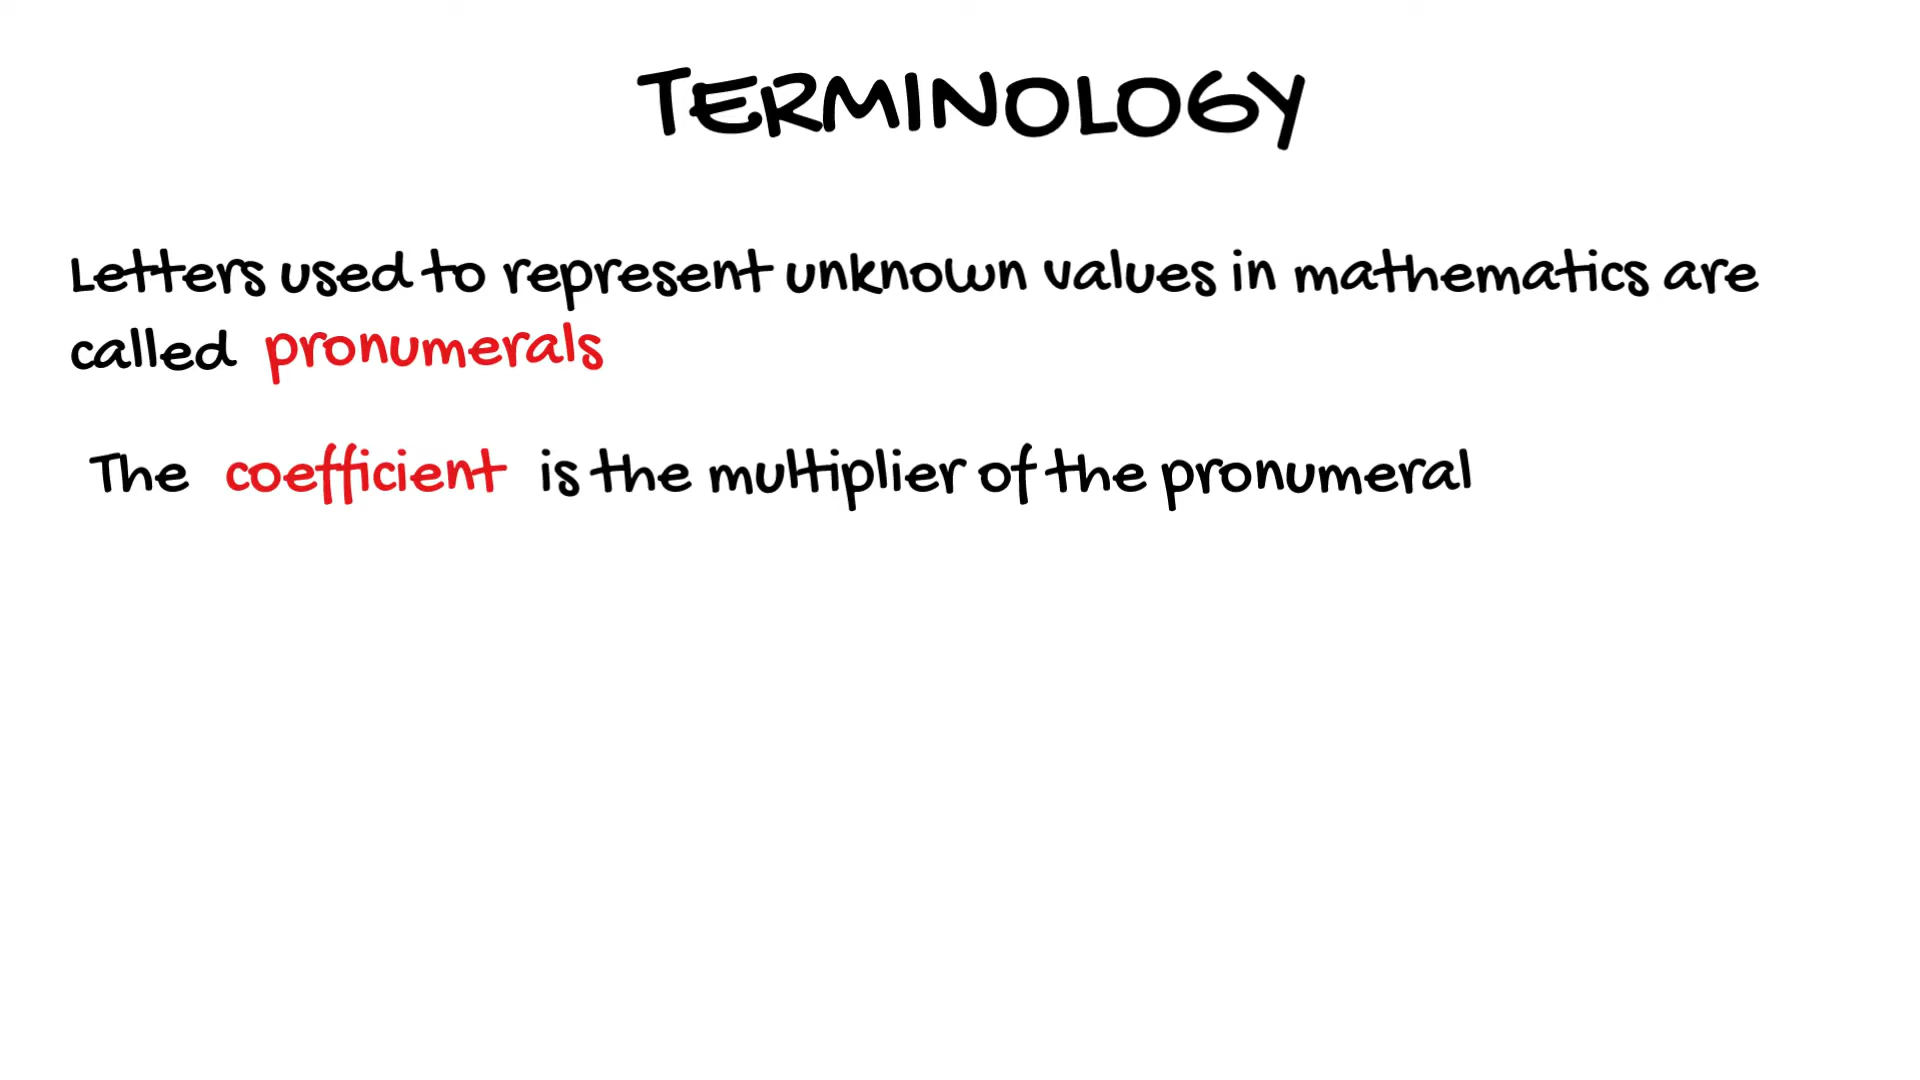 TERMINOLOGY
Letters used to represent unknown values in mathematics are
called pronumerals
The coefficient is the multiplier of the pronumeral